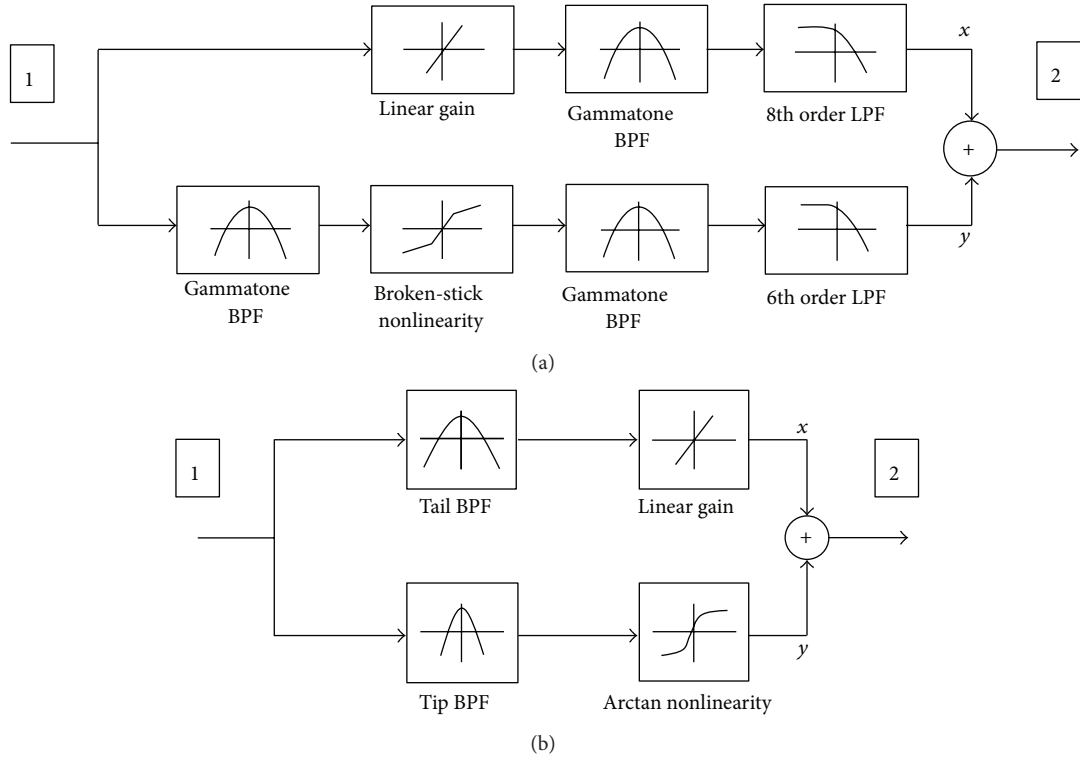 1
x
2
Linear gain
Gammatone
BPF
8th order LPF
+
y
Gammatone
BPF
Broken-stick
nonlinearity
Gammatone
BPF
6th order LPF
(a)
1
x
2
Tail BPF
Linear gain
+
y
Tip BPF
Arctan nonlinearity
(b)